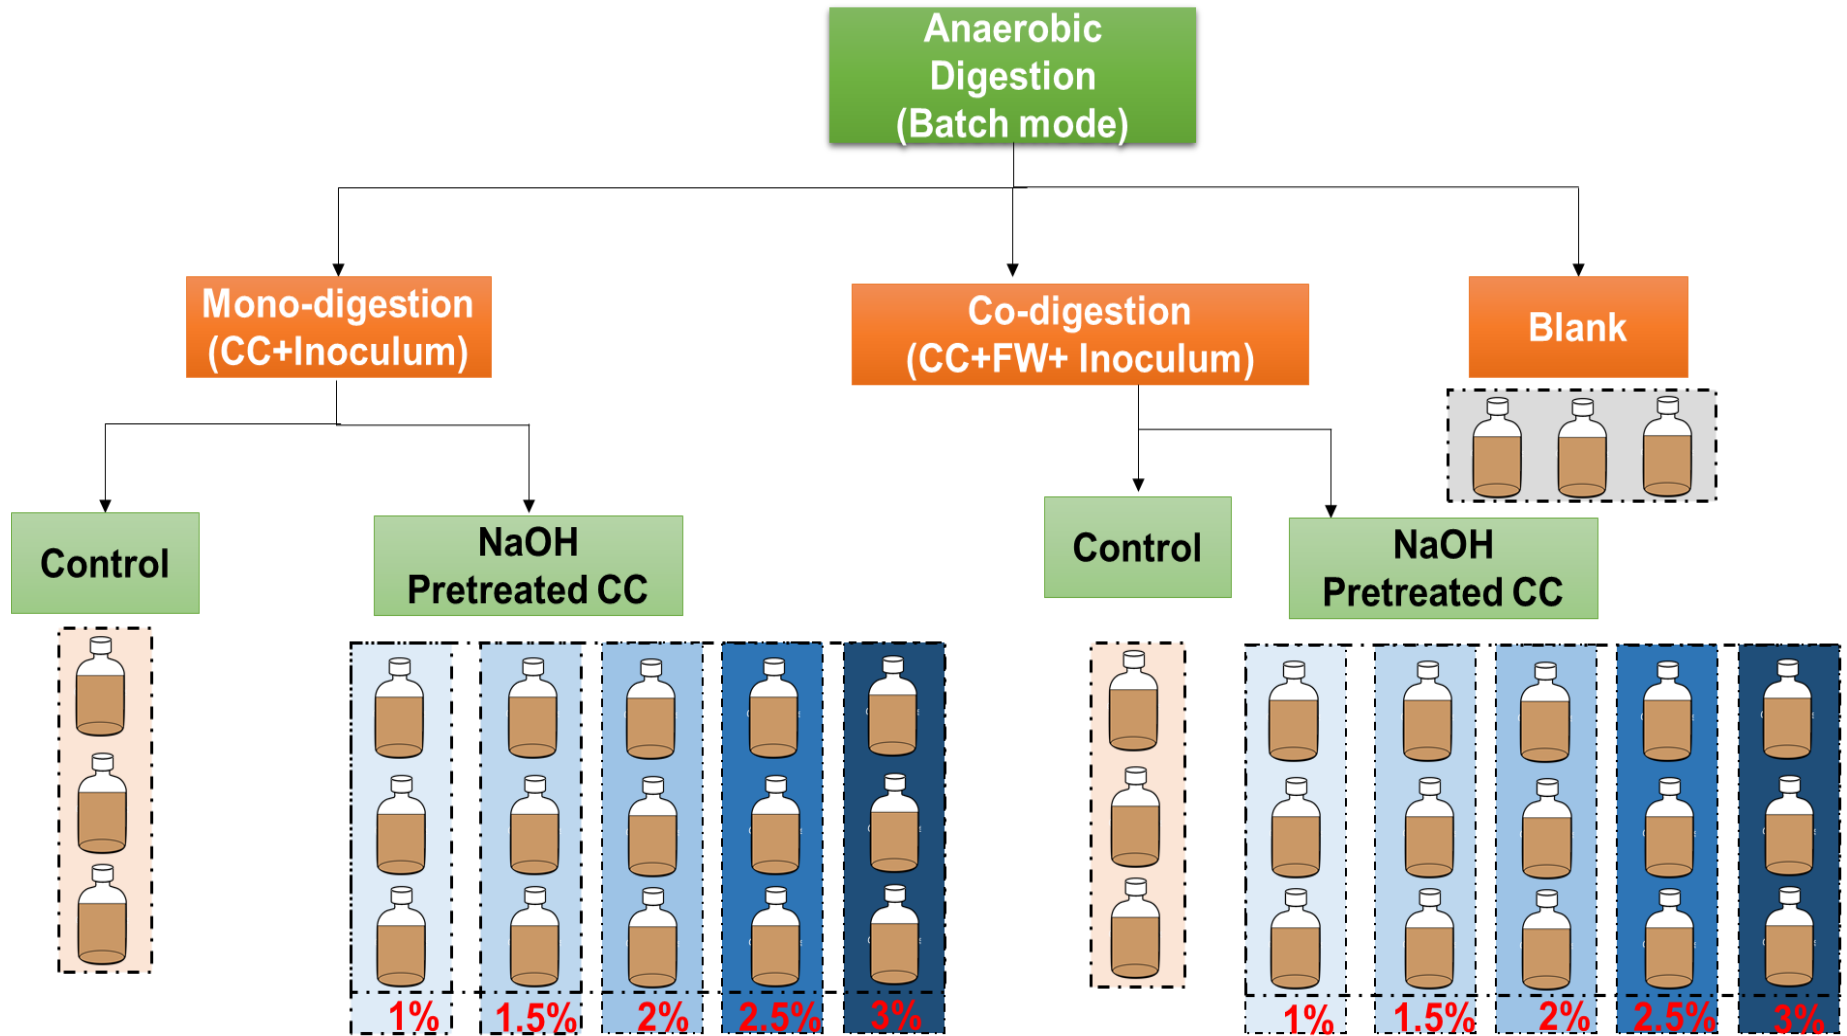 Anaerobic
Digestion
(Batch mode)
Mono-digestion
(CC+Inoculum)
Co-digestion
(CC+FW+ Inoculum)
Blank
Control
NaOH
Pretreated CC
Control
NaOH
Pretreated CC
1% 1.5% 2% 2.5% 3%
1% 1.5% 2% 2.5% 3%